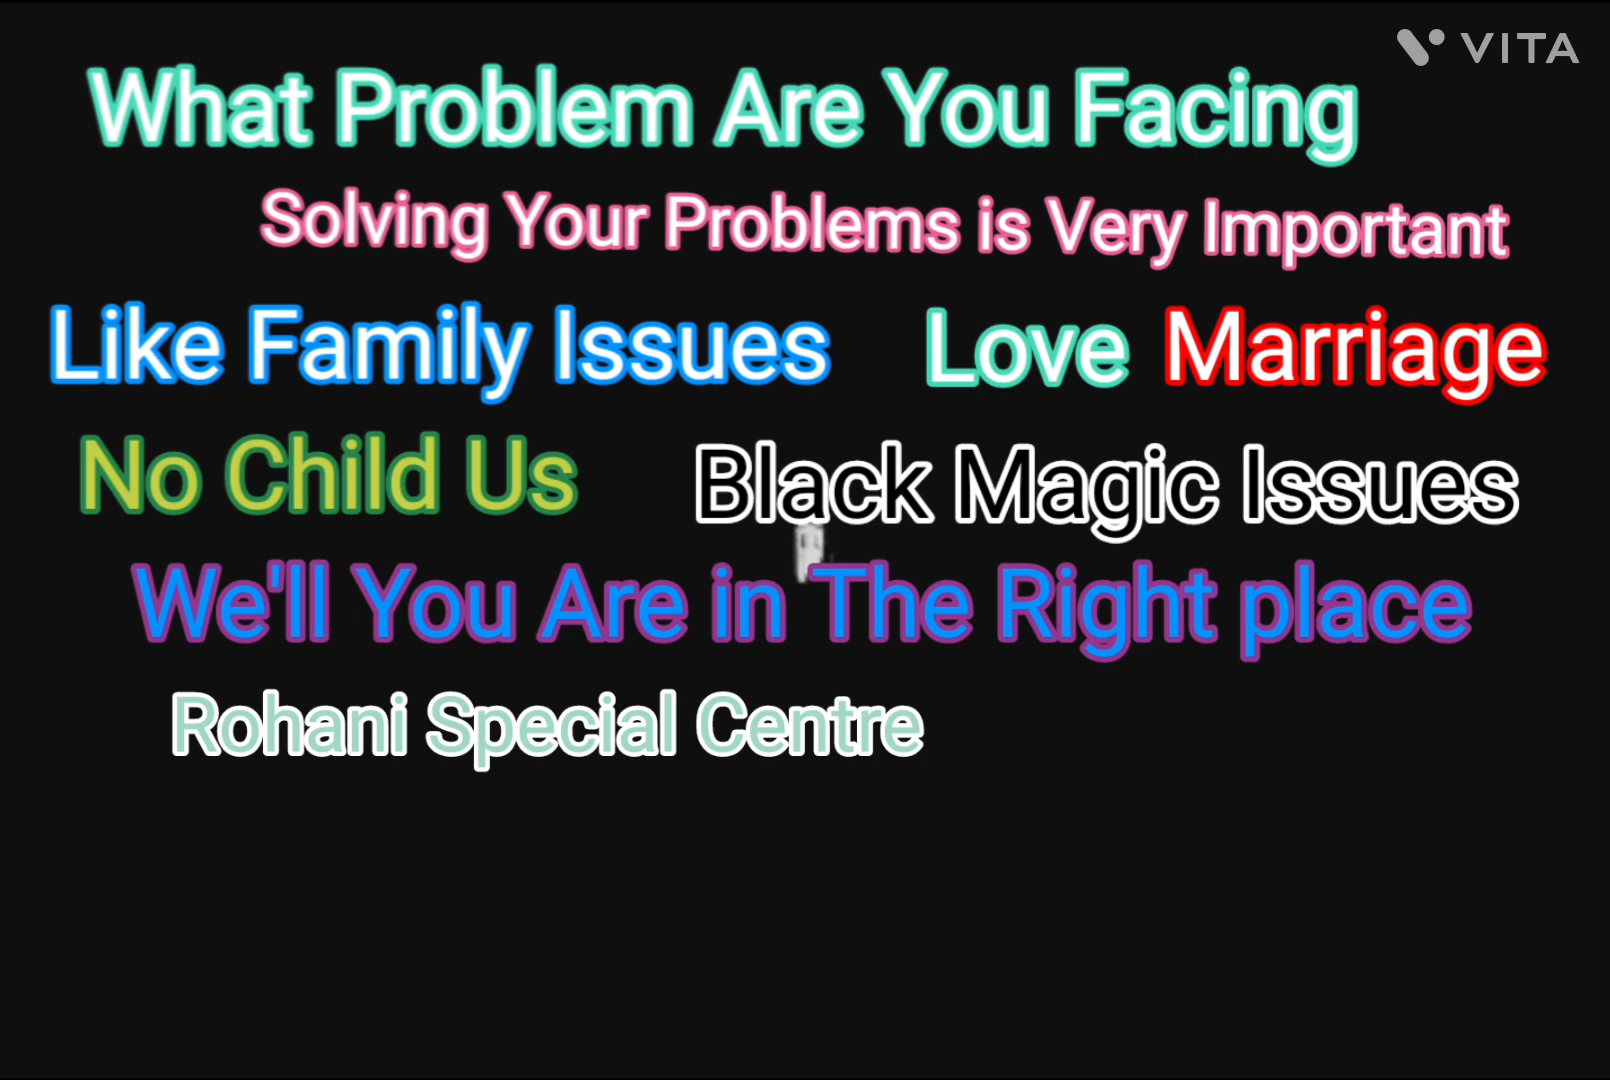 VITA
What Problem Are You Facing
Solving Your Problems is Very Important
Like Family Issues Love Marriage
No Child Us Black Magic Issues
We'll You Are in The Right place
Rohani Special Centre